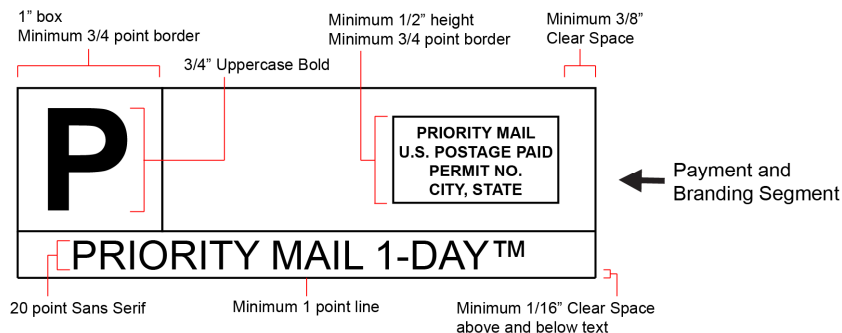 1” box
Minimum 3/4 point border
3/4” Uppercase Bold
Minimum 1/2” height
Minimum 3/4 point border
Minimum 3/8”
Clear Space
P
PRIORITY MAIL
U.S. POSTAGE PAID
PERMIT NO.
CITY, STATE
Payment and
Branding Segment
PRIORITY MAIL 1-DAY™
20 point Sans Serif
Minimum 1 point line
Minimum 1/16” Clear Space
above and below text